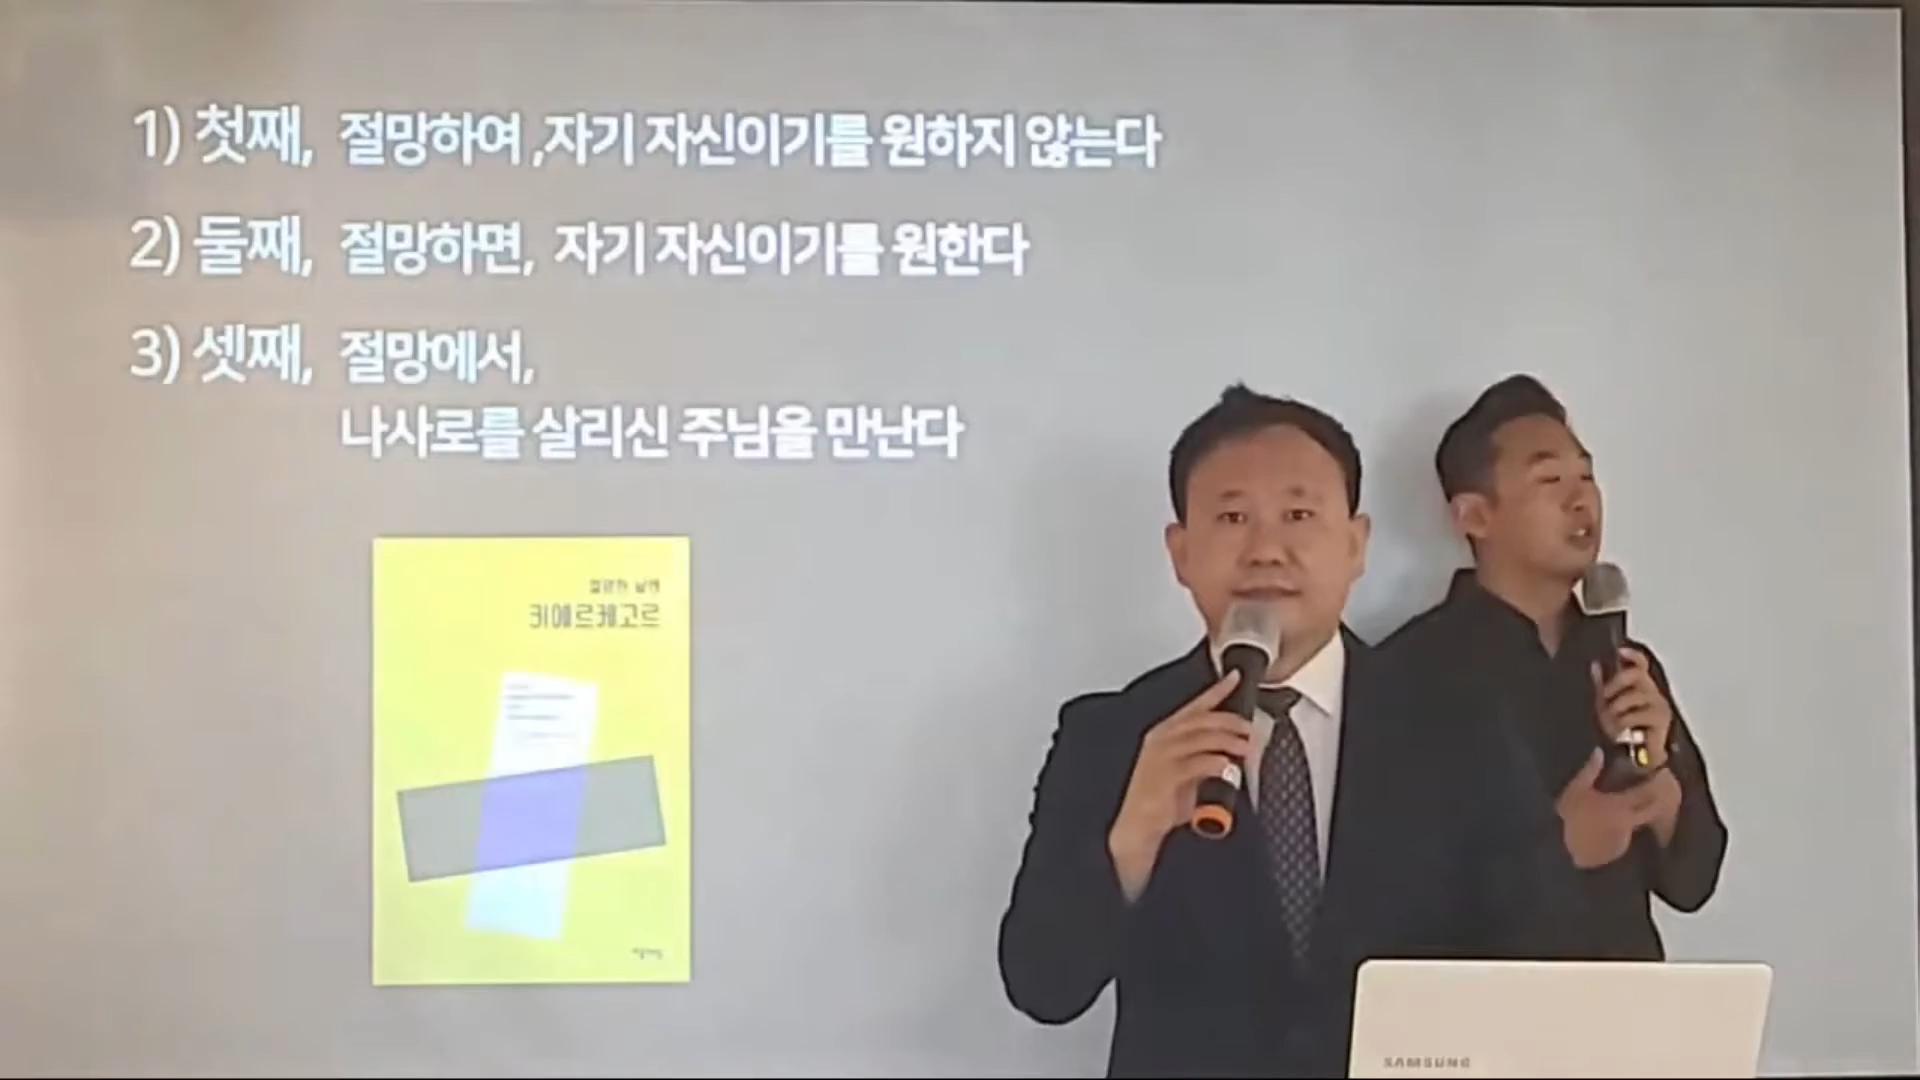 1) 첫째, 절망하여 ,자기 자신이기를 원하지 않는다
2) 둘째, 절망하면, 자기 자신이기를 원한다
3) 셋째, 절망에서,
나사로를 살리신 주님을 만난다
키에르케고르
SAMSUNG